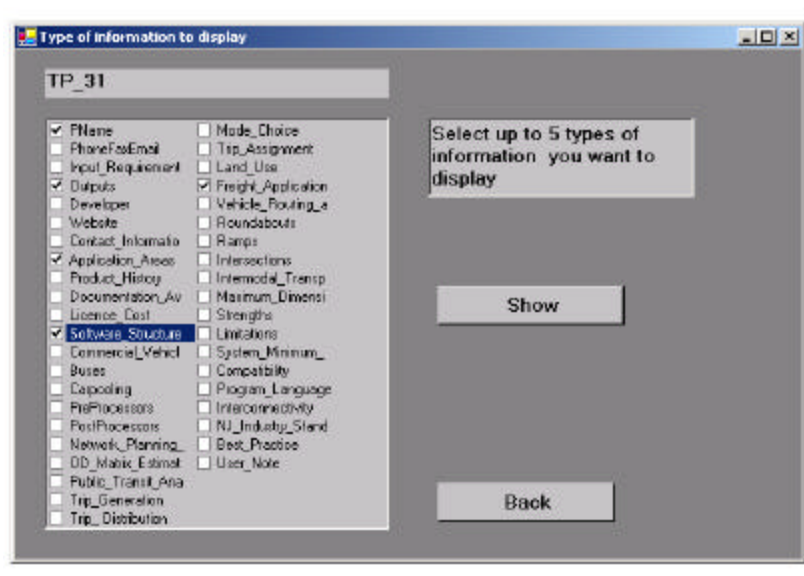 Type of information to display
TP_31
PName
PhoneFaxEmail
Input_Requirement
Outputs
Developer
Website
Contact_Informatio
Application_Areas
Product_History
Documentation_Av
Licence_Cost
Software_Structure
Commercial_Vehicl
Buses
Carpooling
PreProcessors
PostProcessors
Network_Planning_
OD_Matrix_Estimat
Public_Transit_Ana
Trip_Generation
Trip_Distribution
Mode_Choice
Trip_Assignment
Land_Use
Freight_Application
Vehicle_Routing_a
Roundabouts
Ramps
Intersections
Intermodal_Transp
Maximum_Dimensi
Strengths
Limitations
System_Minimum_
Compatibility
Program_Language
Interconnectivity
NJ_Industry_Stand
Best_Practice
User_Note
Select up to 5 types of
information you want to
display
Show
Back